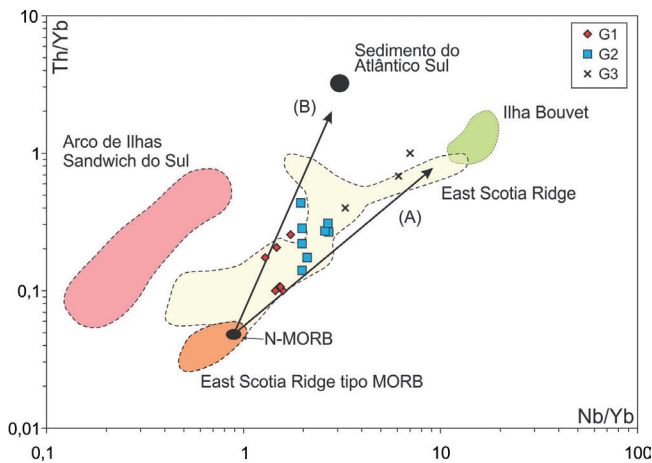 10
Th/Yb
1
0,1
0,01
0,1
1
10
100
Nb/Yb
G1
G2
G3
Sedimento do
Atlântico Sul
(B)
Ilha Bouvet
Arco de Ilhas
Sandwich do Sul
East Scotia Ridge
(A)
N-MORB
East Scotia Ridge tipo MORB